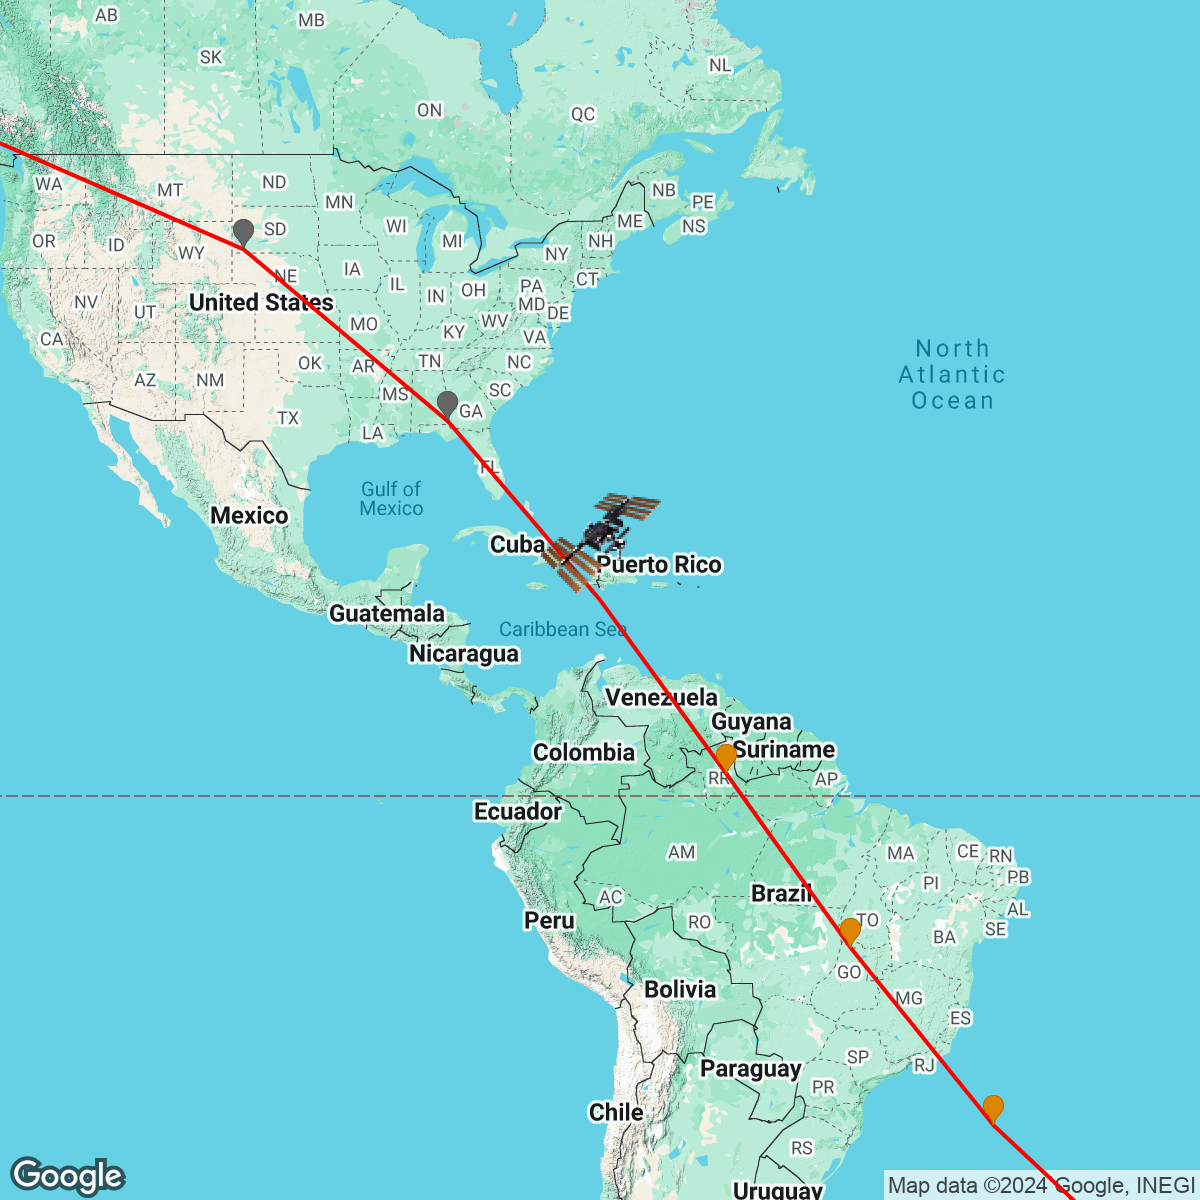 AB
MB
SK
NL
ON
QC
WA
MT
ND
MN
NB
PE
NS
ME
OR
ID
SD
WI
MI
NH
NY
WY
IA
NE
IL
IN
OH
PA
CT
MD
DE
NV
UT
United States
MO
KY
WV
VA
CA
OK
AR
TN
NC
AZ
NM
MS
SC
GA
TX
LA
FL
North
Atlantic
Ocean
Gulf of
Mexico
Mexico
Cuba
Puerto Rico
Guatemala
Caribbean Sea
Nicaragua
Venezuela
Guyana
Suriname
Colombia
RR
AP
Ecuador
AM
MA
CE
RN
PI
PB
Brazil
AC
AL
Peru
RO
TO
SE
BA
GO
Bolivia
MG
ES
SP
RJ
Paraguay
PR
Chile
RS
Uruguay
Google
Map data ©2024 Google, INEGI